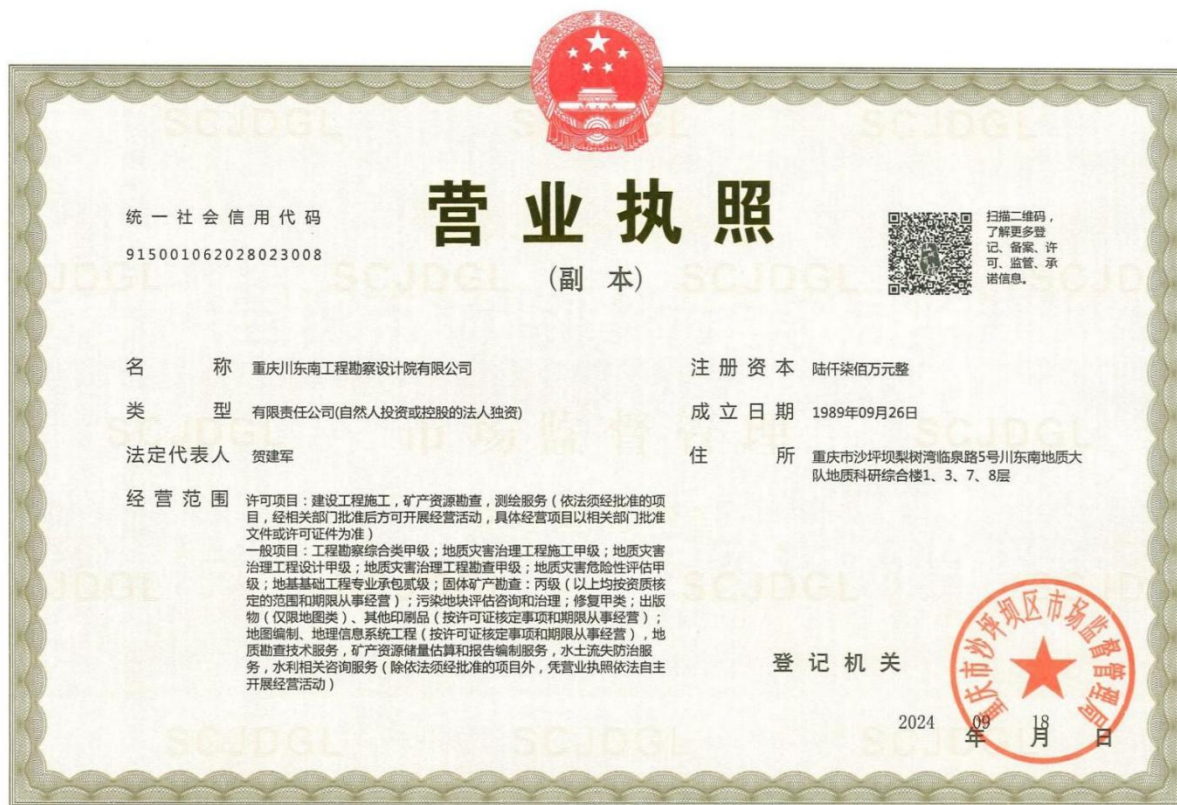 营业执照
(副 本)
统一社会信用代码
915001062028023008
扫描二维码，
了解更多登
记、备案、许
可、监管、承
诺信息。
名 称 重庆川东南工程勘察设计院有限公司
类 型 有限责任公司(自然人投资或控股的法人独资)
法定代表人 贺建军
经营范围 许可项目：建设工程施工，矿产资源勘查，测绘服务（依法须经批准的项
目，经相关部门批准后方可开展经营活动，具体经营项目以相关部门批准
文件或许可证件为准）
一般项目：工程勘察综合类甲级；地质灾害治理工程施工甲级；地质灾害
治理工程设计甲级；地质灾害治理工程勘查甲级；地质灾害危险性评估甲
级；地基基础工程专业承包贰级；固体矿产勘查：丙级（以上均按资质核
定的范围和期限从事经营）；污染地块评估咨询和治理；修复甲类；出版
物（仅限地图类）、其他印刷品（按许可证核定事项和期限从事经营）；
地图编制、地理信息系统工程（按许可证核定事项和期限从事经营），地
质勘查技术服务，矿产资源储量估算和报告编制服务，水土流失防治服
务，水利相关咨询服务（除依法须经批准的项目外，凭营业执照依法自主
开展经营活动）
注册资本 陆仟柒佰万元整
成立日期 1989年09月26日
住 所 重庆市沙坪坝梨树湾临泉路5号川东南地质大
队地质科研综合楼1、3、7、8层
登记机关
重庆市沙坪坝区市场监督管理局
2024年09月18日
SCJDGL
市场监督管理